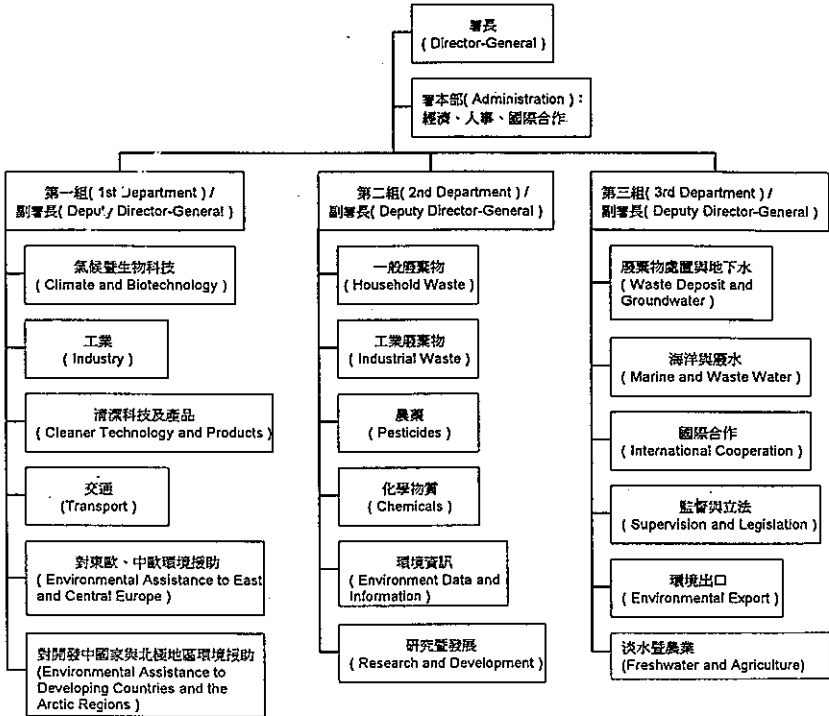 署長
( Director-General )
署本部( Administration )：
經濟、人事、國際合作
第一組( 1st Department ) /
副署長( Deputy Director-General )
氣候暨生物科技
( Climate and Biotechnology )
工業
( Industry )
清潔科技及產品
( Cleaner Technology and Products )
交通
(Transport )
對東歐、中歐環境援助
( Environmental Assistance to East
and Central Europe )
對開發中國家與北極地區環境援助
(Environmental Assistance to
Developing Countries and the
Arctic Regions )
第二組( 2nd Department ) /
副署長( Deputy Director-General )
一般廢棄物
( Household Waste )
工業廢棄物
( Industrial Waste )
農藥
( Pesticides )
化學物質
( Chemicals )
環境資訊
( Environment Data and
Information )
研究暨發展
( Research and Development )
第三組( 3rd Department ) /
副署長( Deputy Director-General )
廢棄物處置與地下水
( Waste Deposit and
Groundwater )
海洋與廢水
( Marine and Waste Water )
國際合作
( International Cooperation )
監督與立法
( Supervision and Legislation )
環境出口
( Environmental Export )
淡水暨農業
(Freshwater and Agriculture)